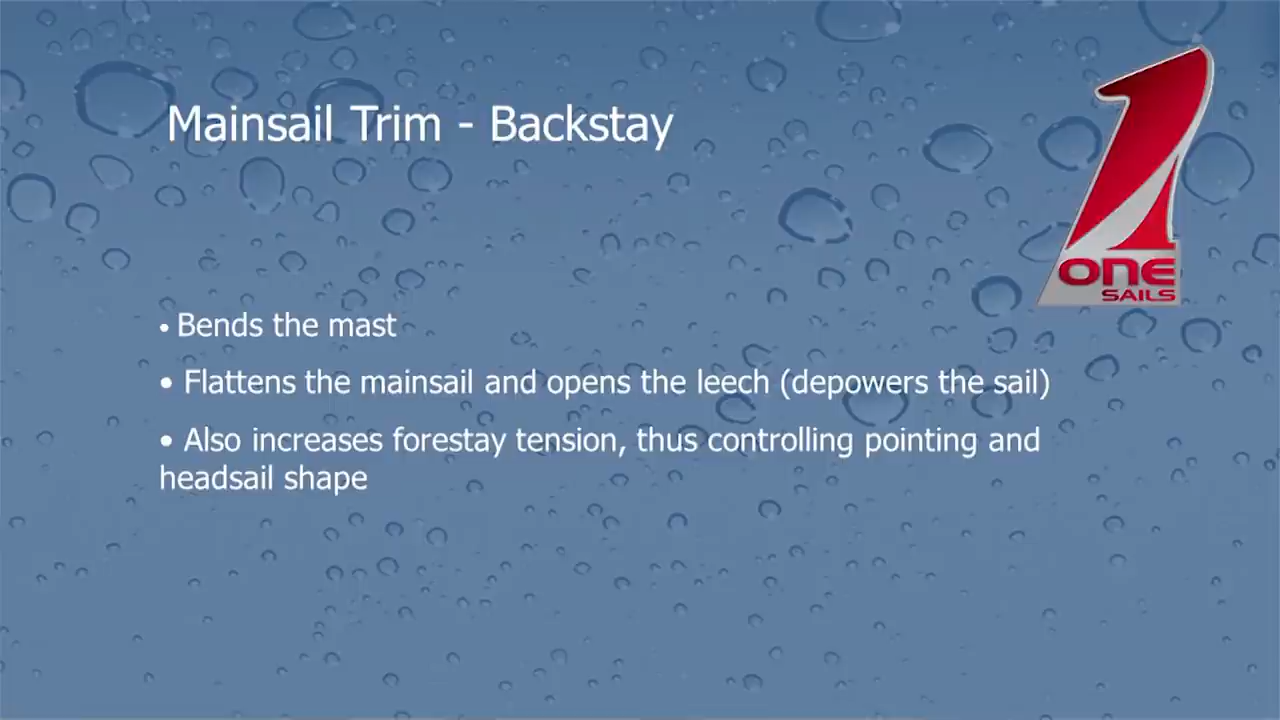 Mainsail Trim - Backstay
ONE
SAILS
• Bends the mast
• Flattens the mainsail and opens the leech (depowers the sail)
• Also increases forestay tension, thus controlling pointing and
headsail shape